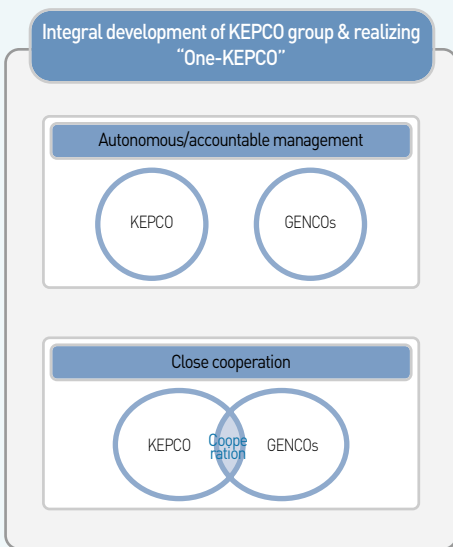 Integral development of KEPCO group & realizing
“One-KEPCO”
Autonomous/accountable management
KEPCO
GENCOs
Close cooperation
KEPCO
Coope
ration
GENCOs